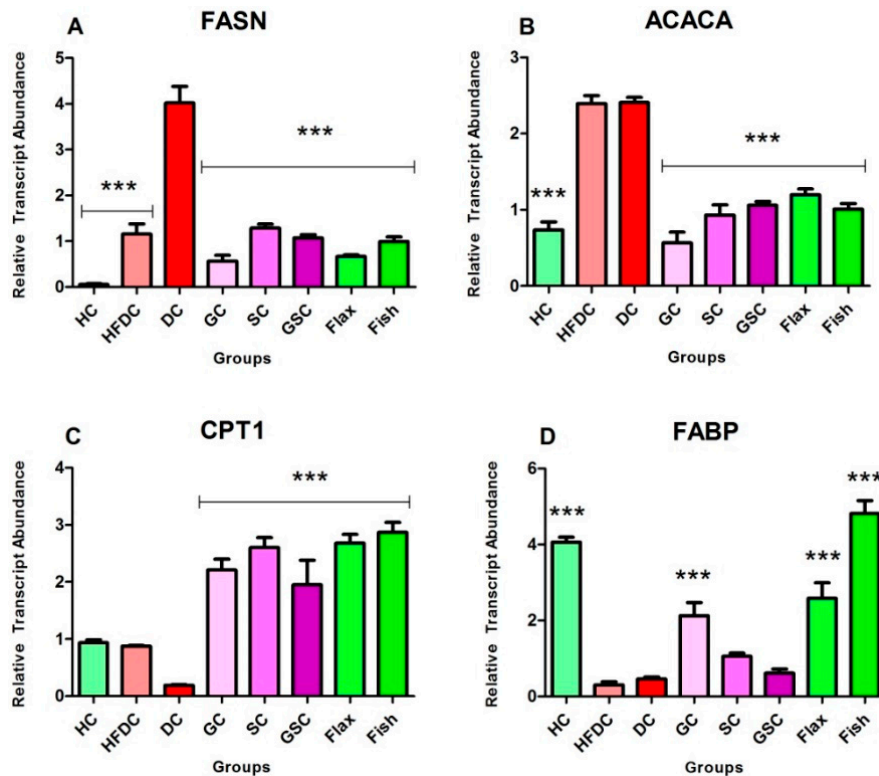 A FASN
Relative Transcript Abundance
5
4
3
2
1
0
***
***
HC HFDC DC GC SC GSC Flax Fish
Groups
B ACACA
Relative Transcript Abundance
3
2
1
0
***
***
HC HFDC DC GC SC GSC Flax Fish
Groups
C CPT1
Relative Transcript Abundance
4
3
2
1
0
***
HC HFDC DC GC SC GSC Flax Fish
Groups
D FABP
Relative Transcript Abundance
6
4
2
0
***
***
***
***
HC HFDC DC GC SC GSC Flax Fish
Groups